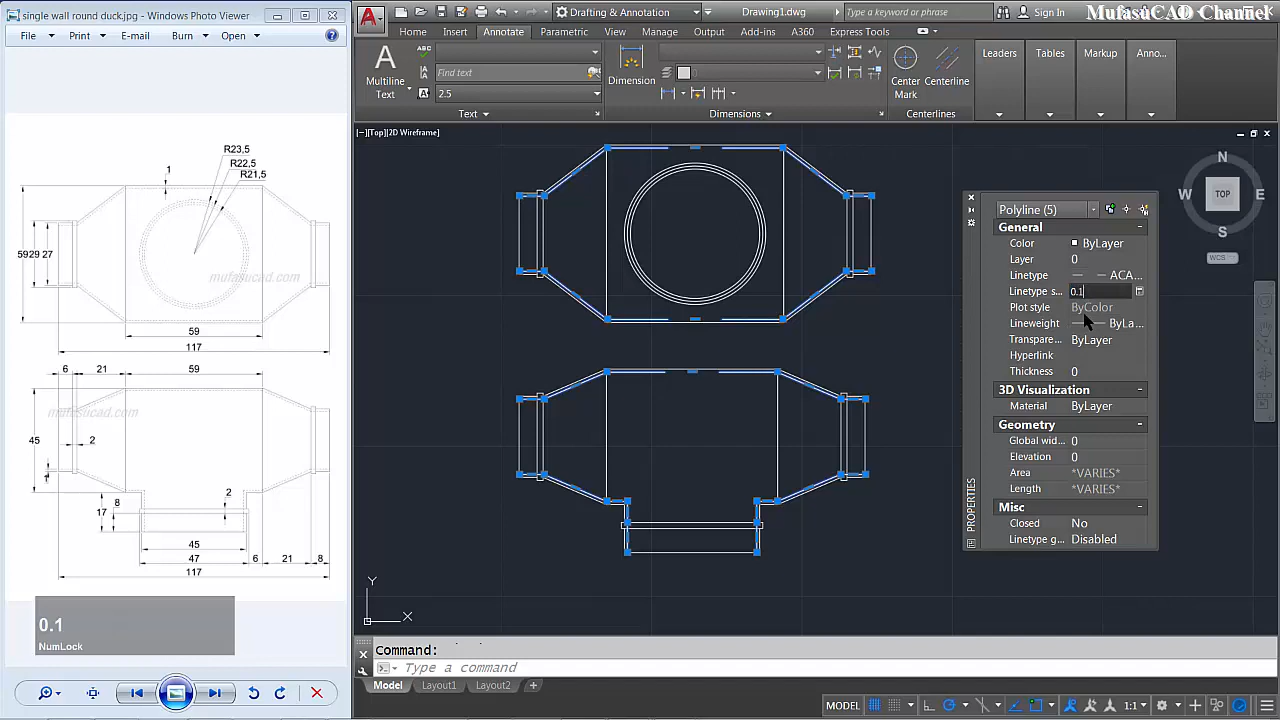 single wall round duck.jpg - Windows Photo Viewer
File Print E-mail Burn Open
R23,5
R22,5
R21,5
1
59 29 27
mufasucad.com
59
117
6 21 59
mufasucad.com
45
2
8
17
2
45
47 6 21 8
117
0.1
NumLock
Drafting & Annotation
Drawing1.dwg
Type a keyword or phrase
Sign In
MufasuCAD Channel
Home Insert Annotate Parametric View Manage Output Add-ins A360 Express Tools
Multiline
Text
ABC
Find text
2.5
Text
Dimension
Dimensions
Center
Mark
Centerline
Centerlines
Leaders
Tables
Markup
Anno...
[−][Top][2D Wireframe]
N
W TOP E
S
WCS
Polyline (5)
General
Color ByLayer
Layer 0
Linetype ACA...
Linetype s... 0.1
Plot style ByColor
Lineweight ByLa...
Transpare... ByLayer
Hyperlink
Thickness 0
3D Visualization
Material ByLayer
Geometry
Global wid... 0
Elevation 0
Area *VARIES*
Length *VARIES*
Misc
Closed No
Linetype g... Disabled
PROPERTIES
Y
X
Command:
Type a command
Model Layout1 Layout2 +
MODEL
1:1